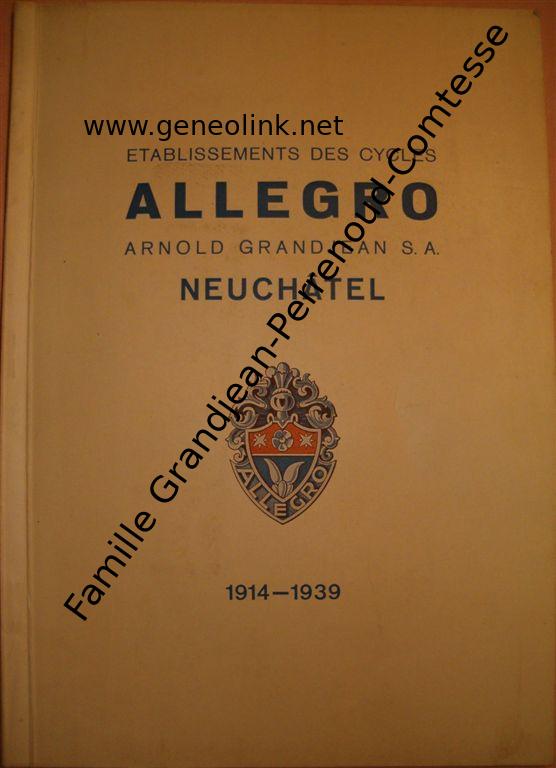 www.geneolink.net
ETABLISSEMENTS DES CYCLES
ALLEGRO
ARNOLD GRANDJEAN S.A.
NEUCHATEL
Famille Grandjean-Perrenoud-Comtesse
ALLEGRO
1914—1939